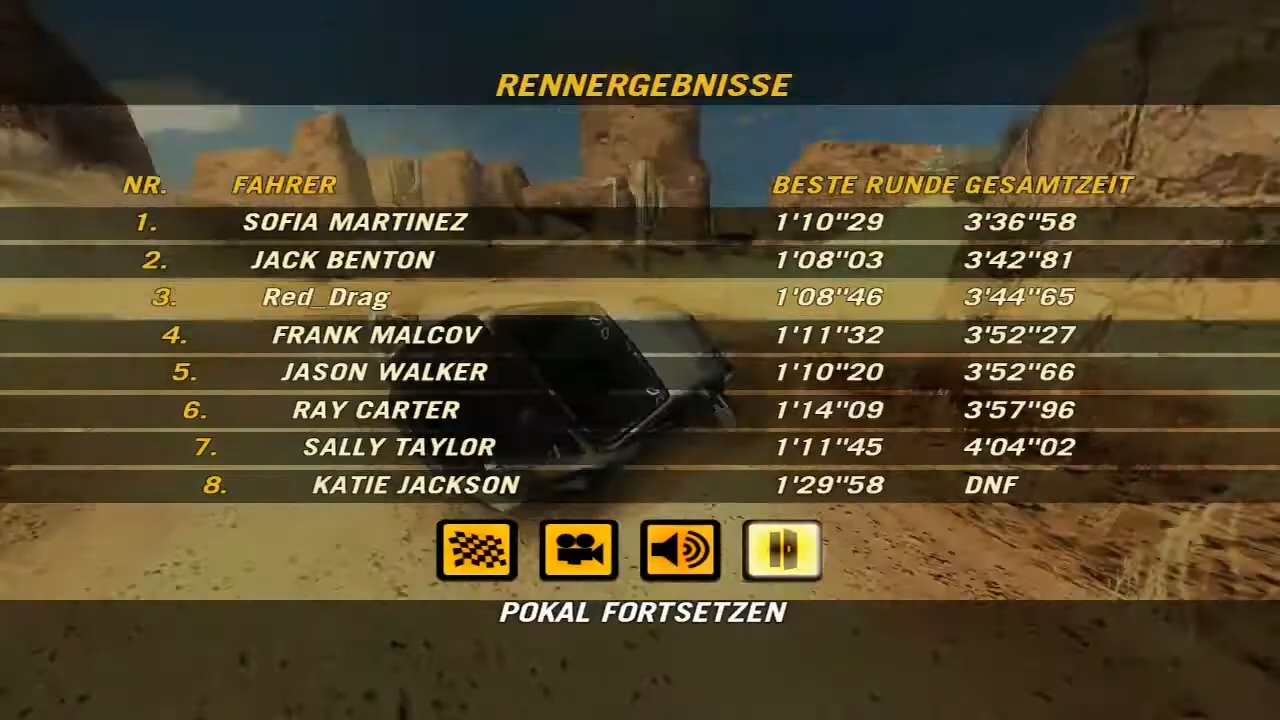 RENNERGEBNISSE
NR. FAHRER BESTE RUNDE GESAMTZEIT
1. SOFIA MARTINEZ 1'10"29 3'36"58
2. JACK BENTON 1'08"03 3'42"81
3. Red_Drag 1'08"46 3'44"65
4. FRANK MALCOV 1'11"32 3'52"27
5. JASON WALKER 1'10"20 3'52"66
6. RAY CARTER 1'14"09 3'57"96
7. SALLY TAYLOR 1'11"45 4'04"02
8. KATIE JACKSON 1'29"58 DNF
POKAL FORTSETZEN